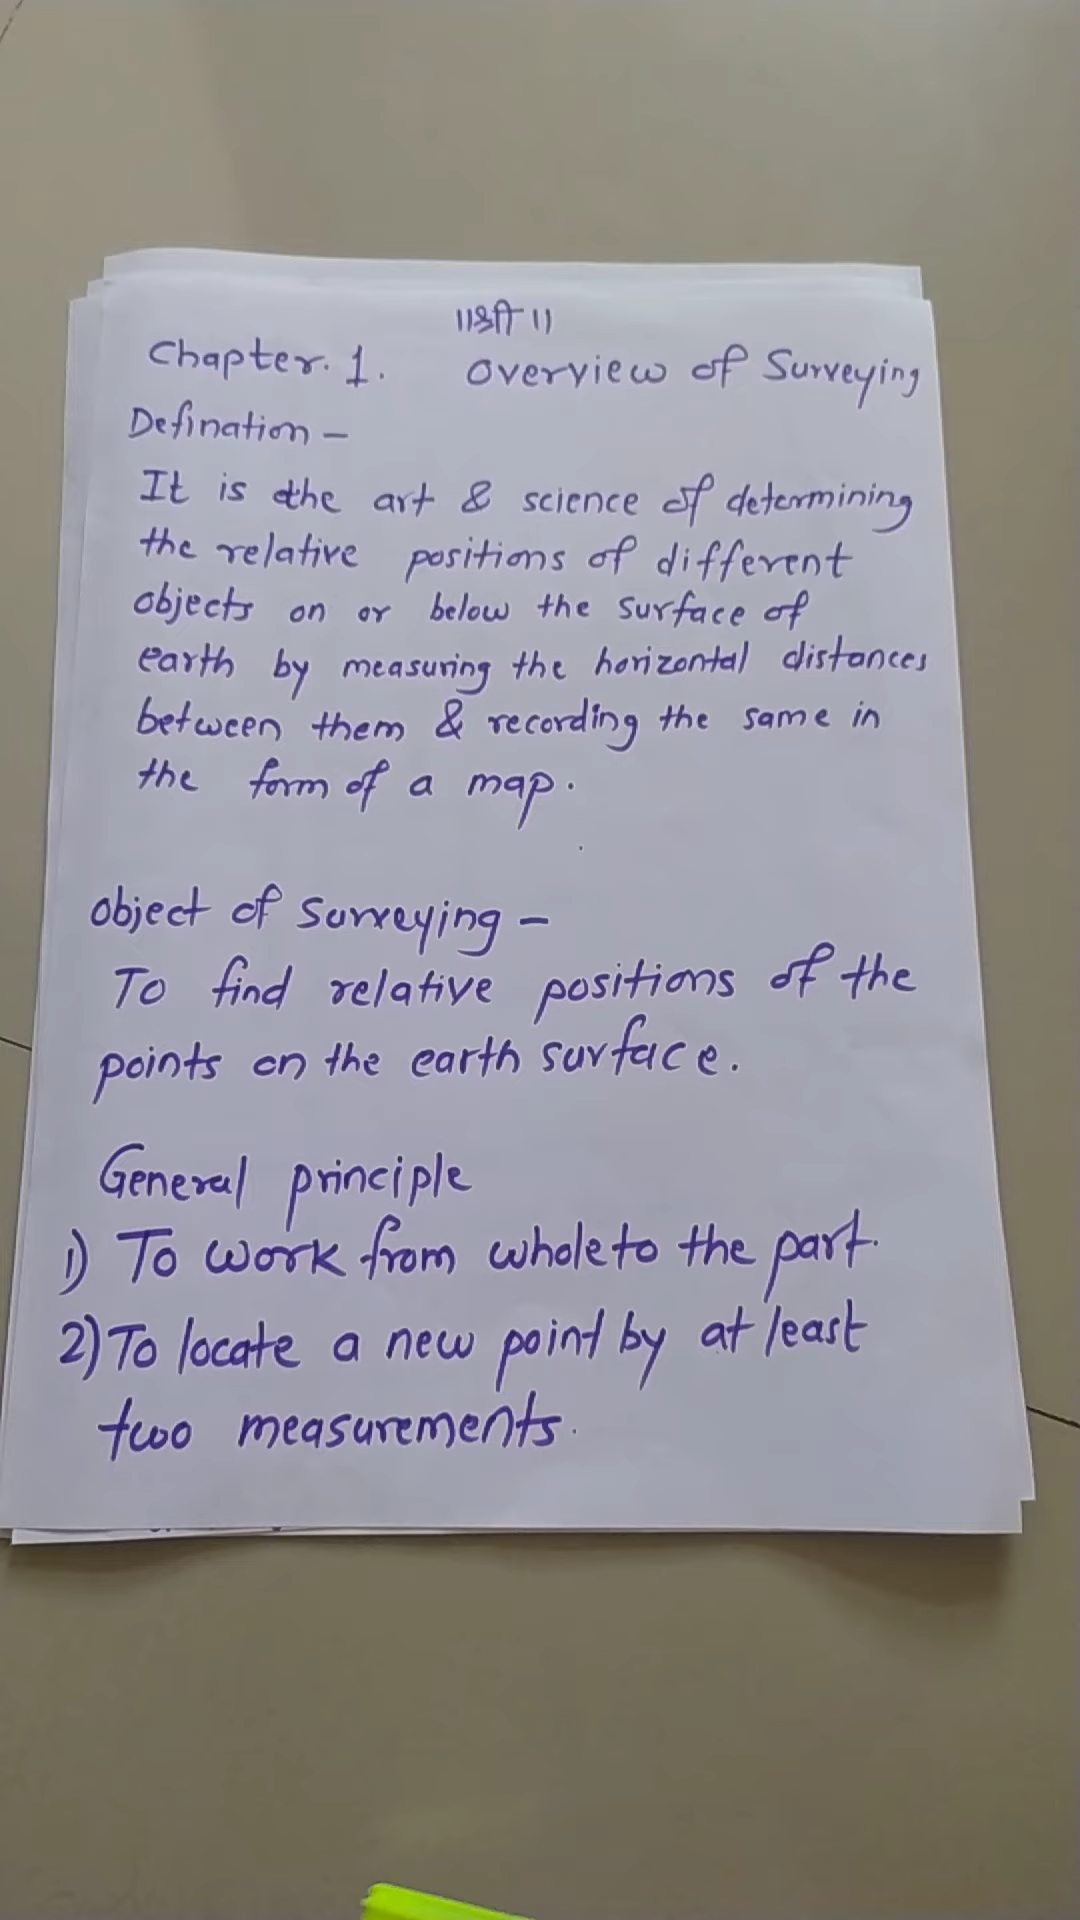 ॥श्री॥
Chapter. 1. Overview of Surveying
Defination -
It is the art & science of determining
the relative positions of different
objects on or below the surface of
earth by measuring the horizontal distances
between them & recording the same in
the form of a map.
object of surveying -
To find relative positions of the
points on the earth surface.
General principle
1) To work from whole to the part.
2) To locate a new point by at least
two measurements.